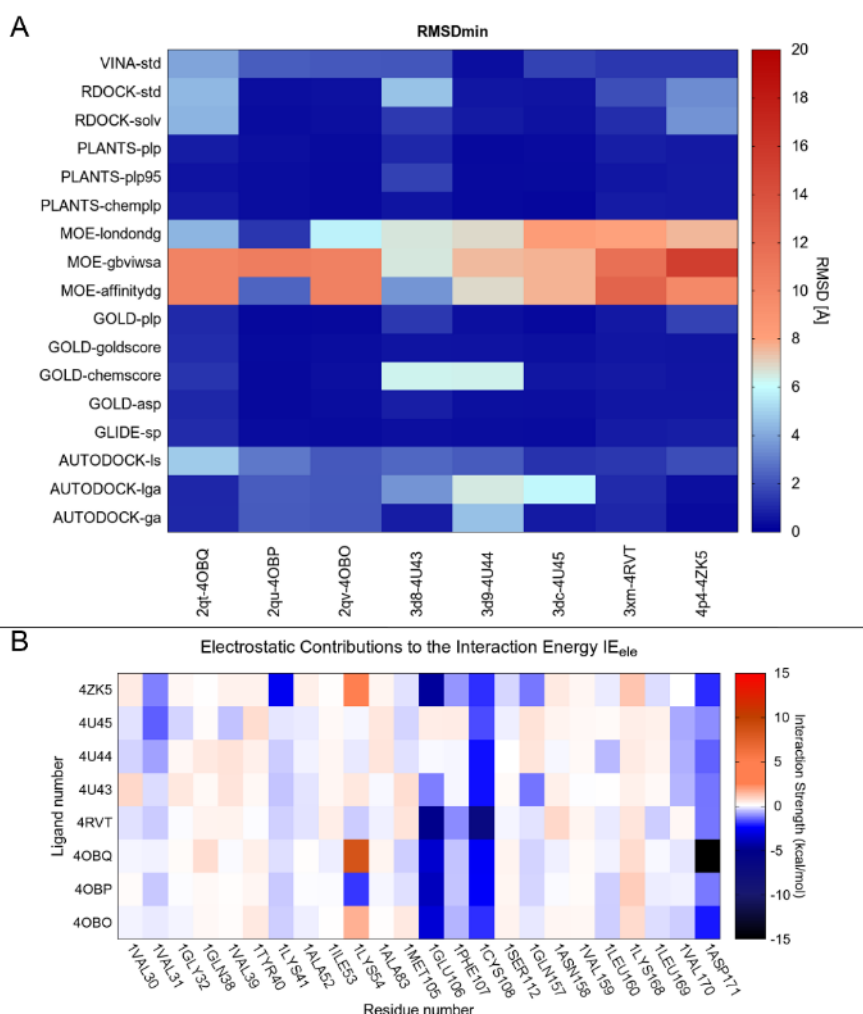 A
RMSDmin
VINA-std
RDOCK-std
RDOCK-solv
PLANTS-plp
PLANTS-plp95
PLANTS-chemplp
MOE-londondg
MOE-gbviwsa
MOE-affinitydg
GOLD-plp
GOLD-goldscore
GOLD-chemscore
GOLD-asp
GLIDE-sp
AUTODOCK-ls
AUTODOCK-lga
AUTODOCK-ga
2qt-4OBQ
2qu-4OBP
2qv-4OBO
3d8-4U43
3d9-4U44
3dc-4U45
3xm-4RVT
4p4-4ZK5
20
18
16
14
12
10
8
6
4
2
0
RMSD [Å]
B
Electrostatic Contributions to the Interaction Energy IEele
Ligand number
4ZK5
4U45
4U44
4U43
4RVT
4OBQ
4OBP
4OBO
1VAL30
1VAL31
1GLY32
1GLN38
1VAL39
1TYR40
1LYS41
1ALA52
1ILE53
1LYS54
1ALA83
1MET105
1GLU106
1PHE107
1CYS108
1SER112
1GLN157
1ASN158
1VAL159
1LEU160
1LYS168
1LEU169
1VAL170
1ASP171
Residue number
15
10
5
0
-5
-10
-15
Interaction Strength (kcal/mol)